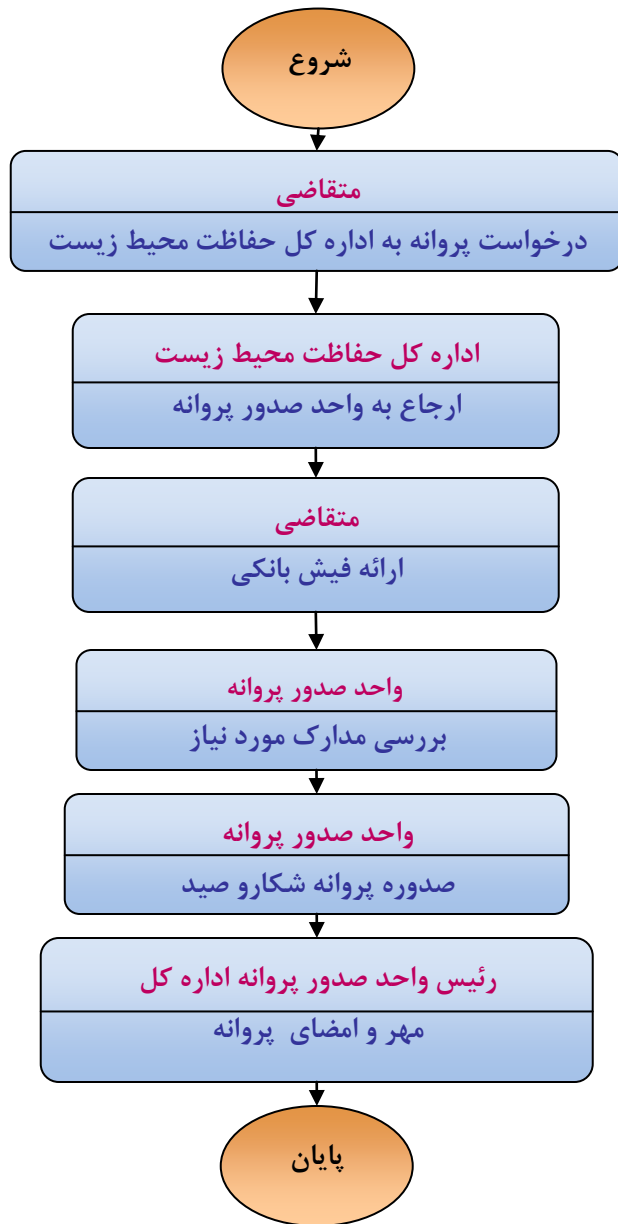 شروع
متقاضی
درخواست پروانه به اداره کل حفاظت محیط زیست
اداره کل حفاظت محیط زیست
ارجاع به واحد صدور پروانه
متقاضی
ارائه فیش بانکی
واحد صدور پروانه
بررسی مدارک مورد نیاز
واحد صدور پروانه
صدوره پروانه شکارو صید
رئیس واحد صدور پروانه اداره کل
مهر و امضای پروانه
پایان